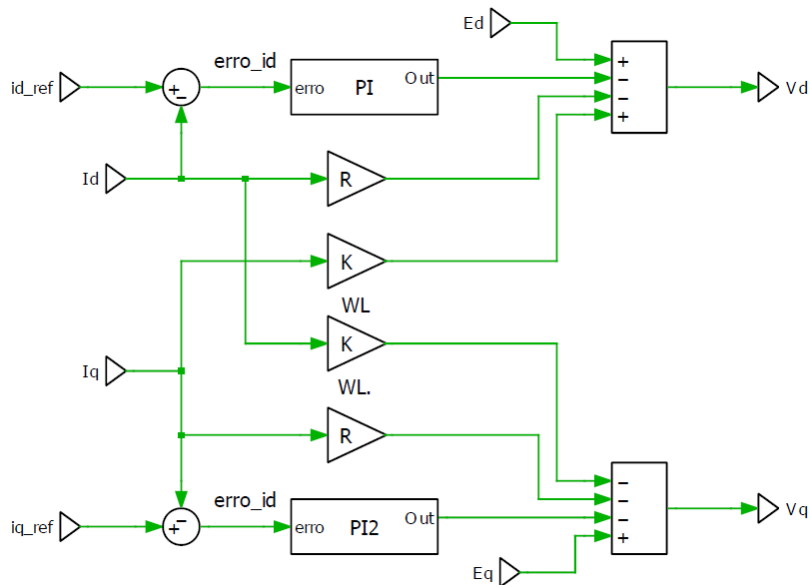 Ed
erro_id
id_ref
+
−
erro
PI
Out
+
−
−
+
Vd
Id
R
K
WL
K
Iq
WL.
R
erro_id
iq_ref
−
+
erro
PI2
Out
−
−
−
+
Vq
Eq